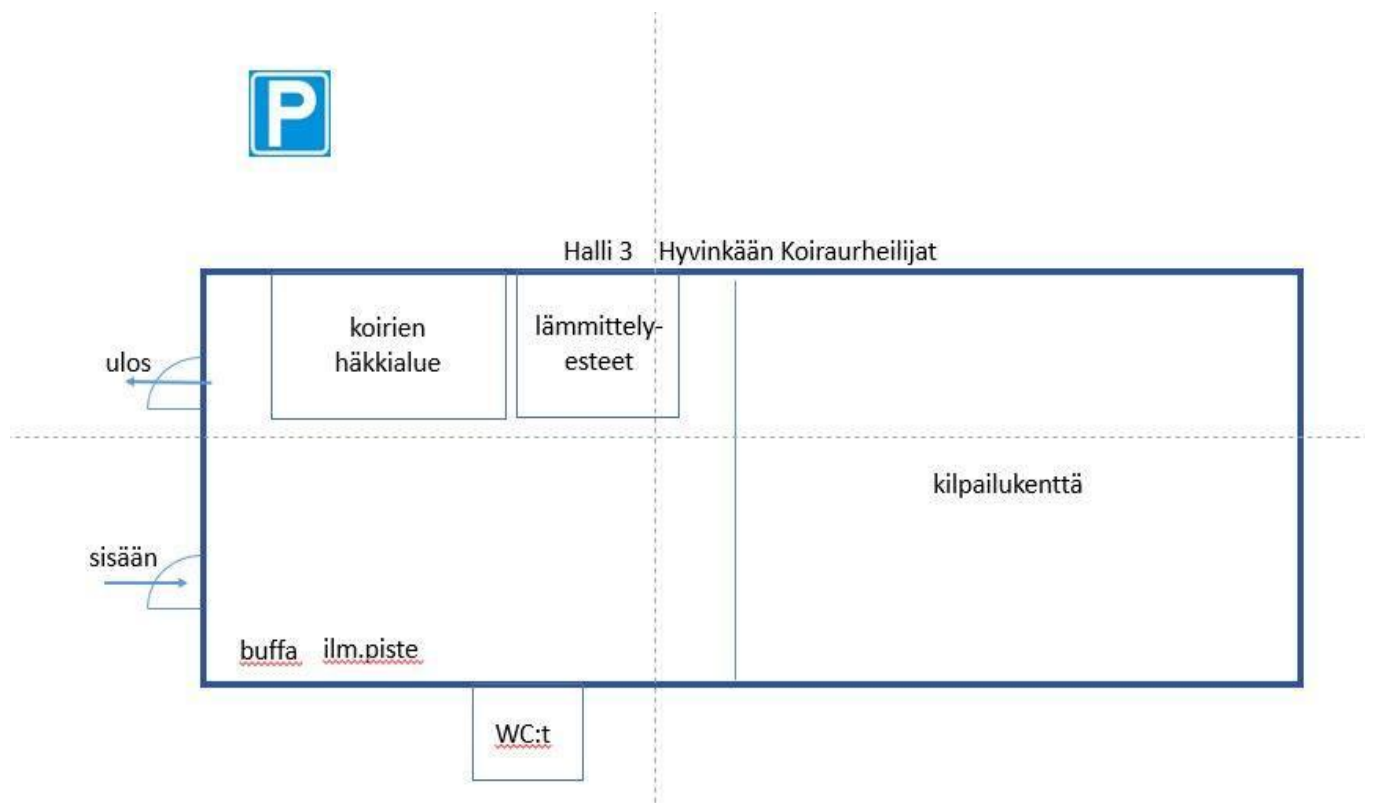 P
Halli 3 Hyvinkään Koiraurheilijat
koirien
häkkialue
lämmittely-
esteet
ulos
kilpailukenttä
sisään
buffa ilm.piste
WC:t